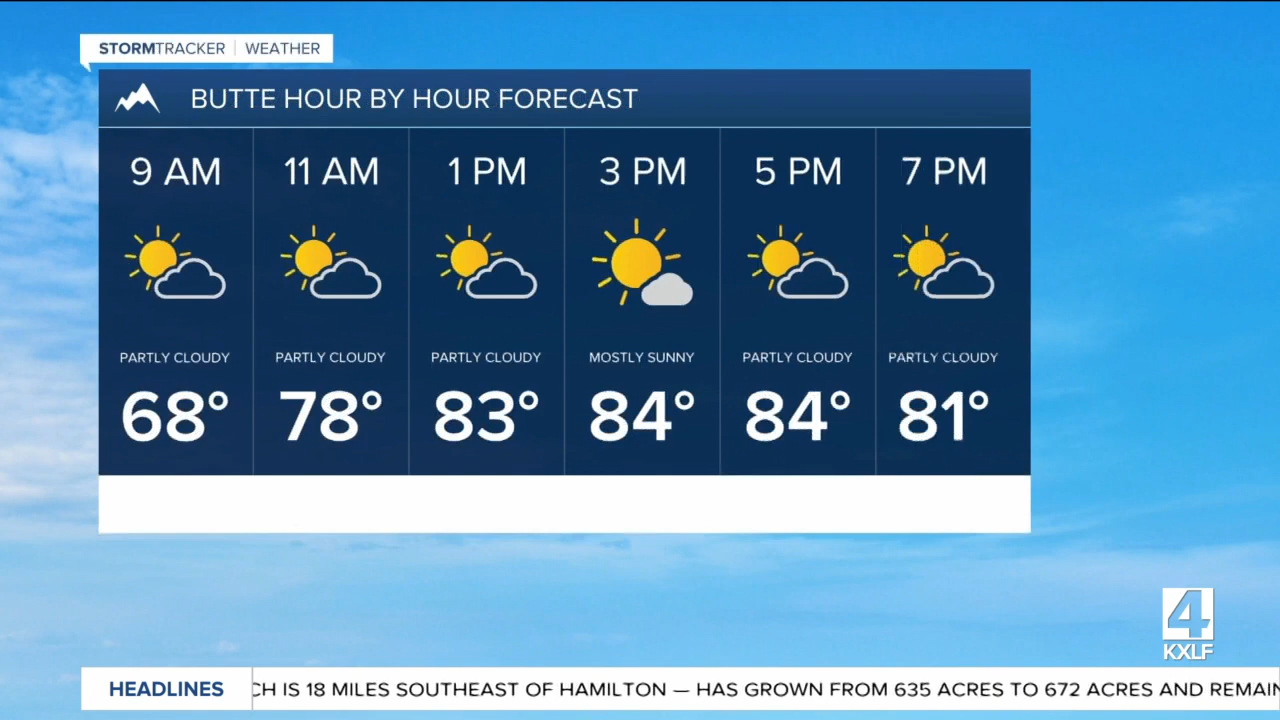 STORMTRACKER | WEATHER
BUTTE HOUR BY HOUR FORECAST
9 AM 11 AM 1 PM 3 PM 5 PM 7 PM
PARTLY CLOUDY PARTLY CLOUDY PARTLY CLOUDY MOSTLY SUNNY PARTLY CLOUDY PARTLY CLOUDY
68° 78° 83° 84° 84° 81°
4
KXLF
HEADLINES CH IS 18 MILES SOUTHEAST OF HAMILTON — HAS GROWN FROM 635 ACRES TO 672 ACRES AND REMAIN